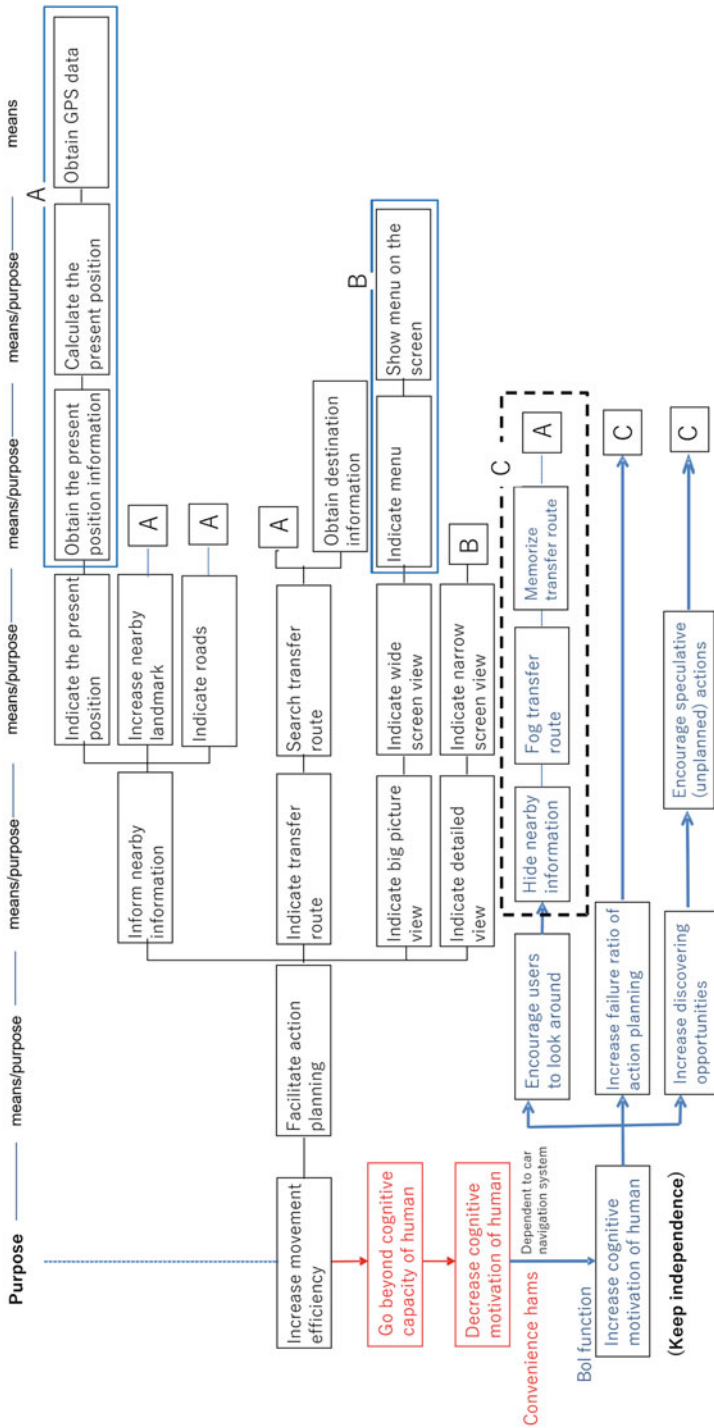 Purpose
means/purpose
means/purpose
means/purpose
means/purpose
means/purpose
means
A
Increase movement
efficiency
Facilitate action
planning
Inform nearby
information
Indicate the present
position
Obtain the present
position information
Calculate the
present position
Obtain GPS data
Increase nearby
landmark
A
Indicate roads
A
Indicate transfer
route
Search transfer
route
A
Obtain destination
information
B
Indicate big picture
view
Indicate wide
screen view
Indicate menu
Show menu on the
screen
Indicate detailed
view
Indicate narrow
screen view
B
Go beyond cognitive
capacity of human
Decrease cognitive
motivation of human
Convenience hams
Dependent to car
navigation system
BoI function
Increase cognitive
motivation of human
(Keep independence)
C
Encourage users
to look around
Hide nearby
information
Fog transfer
route
Memorize
transfer route
A
Increase failure ratio of
action planning
C
Increase discovering
opportunities
Encourage speculative
(unplanned) actions
C